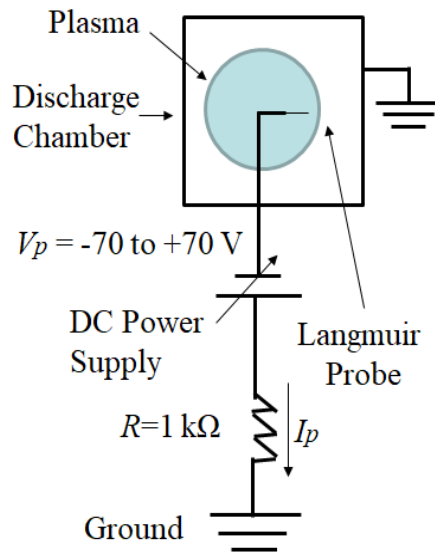 Plasma
Discharge
Chamber
Vp = -70 to +70 V
DC Power
Supply
Langmuir
Probe
R=1 kΩ
Ip
Ground